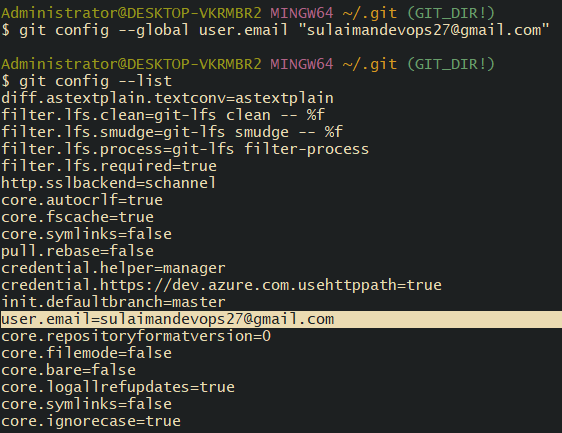 Administrator@DESKTOP-VKRMBR2 MINGW64 ~/.git (GIT_DIR!)
$ git config --global user.email "sulaimandevops27@gmail.com"
Administrator@DESKTOP-VKRMBR2 MINGW64 ~/.git (GIT_DIR!)
$ git config --list
diff.astextplain.textconv=astextplain
filter.lfs.clean=git-lfs clean -- %f
filter.lfs.smudge=git-lfs smudge -- %f
filter.lfs.process=git-lfs filter-process
filter.lfs.required=true
http.sslbackend=schannel
core.autocrlf=true
core.fscache=true
core.symlinks=false
pull.rebase=false
credential.helper=manager
credential.https://dev.azure.com.usehttppath=true
init.defaultbranch=master
user.email=sulaimandevops27@gmail.com
core.repositoryformatversion=0
core.filemode=false
core.bare=false
core.logallrefupdates=true
core.symlinks=false
core.ignorecase=true